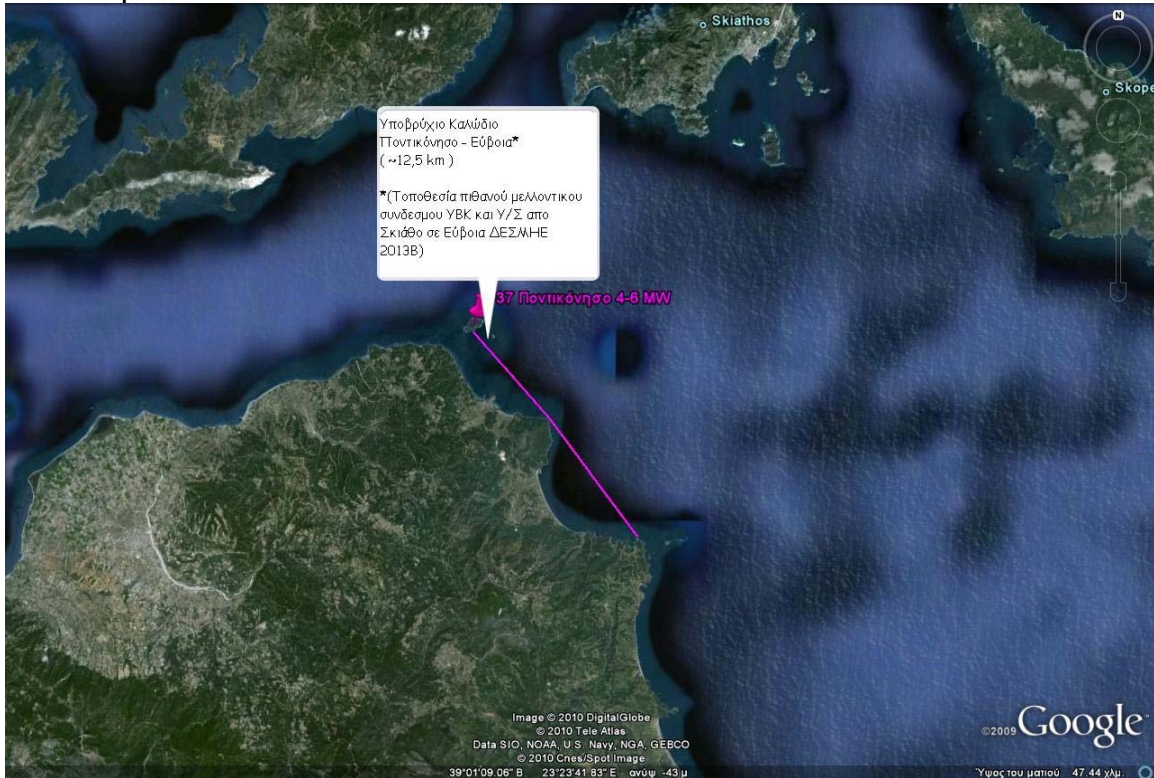 Skiathos
N
Skope
Υποβρύχιο Καλώδιο
Ποντικόνησο - Εύβοια*
( ~12,5 km )
*(Τοποθεσία πιθανού μελλοντικου
συνδεσμου ΥΒΚ και Υ/Σ απο
Σκιάθο σε Εύβοια ΔΕΣΜΗΕ
2013Β)
37 Ποντικόνησο 4-6 MW
Image © 2010 DigitalGlobe
© 2010 Tele Atlas
Data SIO, NOAA, U.S. Navy, NGA, GEBCO
© 2010 Cnes/Spot Image
©2009 Google
39°01'09.06" B 23°23'41.83" E ανύψ -43 μ
Ύψος του ματιού 47.44 χλμ.